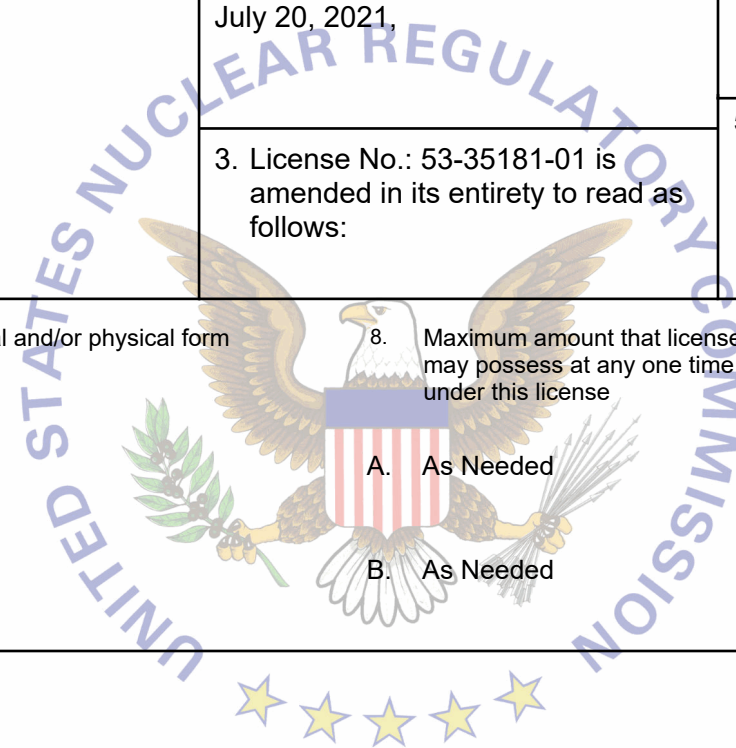 July 20, 2021,
3. License No.: 53-35181-01 is
amended in its entirety to read as
follows:
and/or physical form
8. Maximum amount that
may possess at any one time
under this license
A. As Needed
B. As Needed
UNITED STATES NUCLEAR REGULATORY COMMISSION